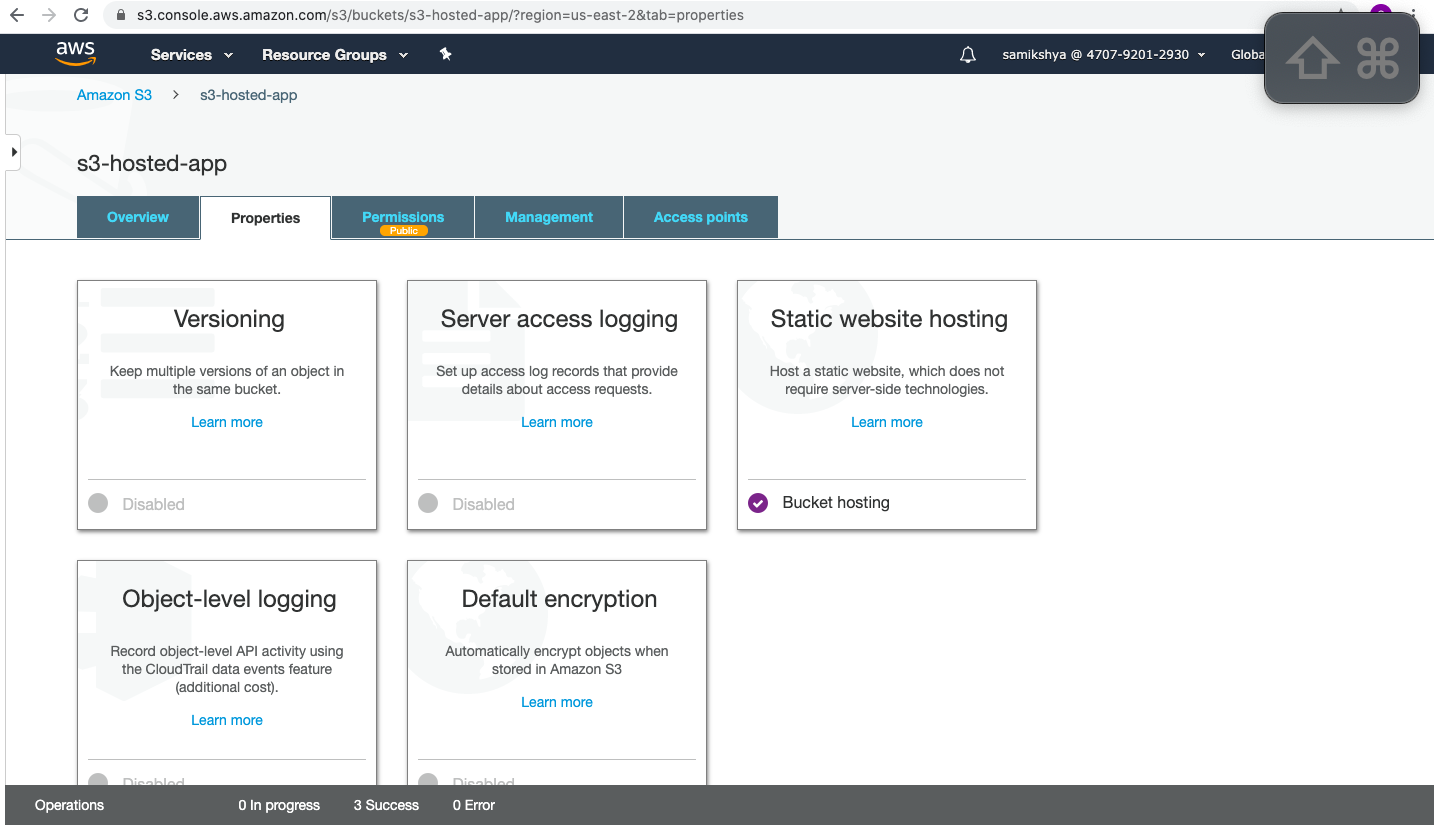 s3.console.aws.amazon.com/s3/buckets/s3-hosted-app/?region=us-east-2&tab=properties
aws
Services
Resource Groups
samikshya @ 4707-9201-2930
Globa
Amazon S3 > s3-hosted-app
s3-hosted-app
Overview
Properties
Permissions
Public
Management
Access points
Versioning
Keep multiple versions of an object in
the same bucket.
Learn more
Disabled
Server access logging
Set up access log records that provide
details about access requests.
Learn more
Disabled
Static website hosting
Host a static website, which does not
require server-side technologies.
Learn more
Bucket hosting
Object-level logging
Record object-level API activity using
the CloudTrail data events feature
(additional cost).
Learn more
Disabled
Default encryption
Automatically encrypt objects when
stored in Amazon S3
Learn more
Disabled
Operations
0 In progress
3 Success
0 Error